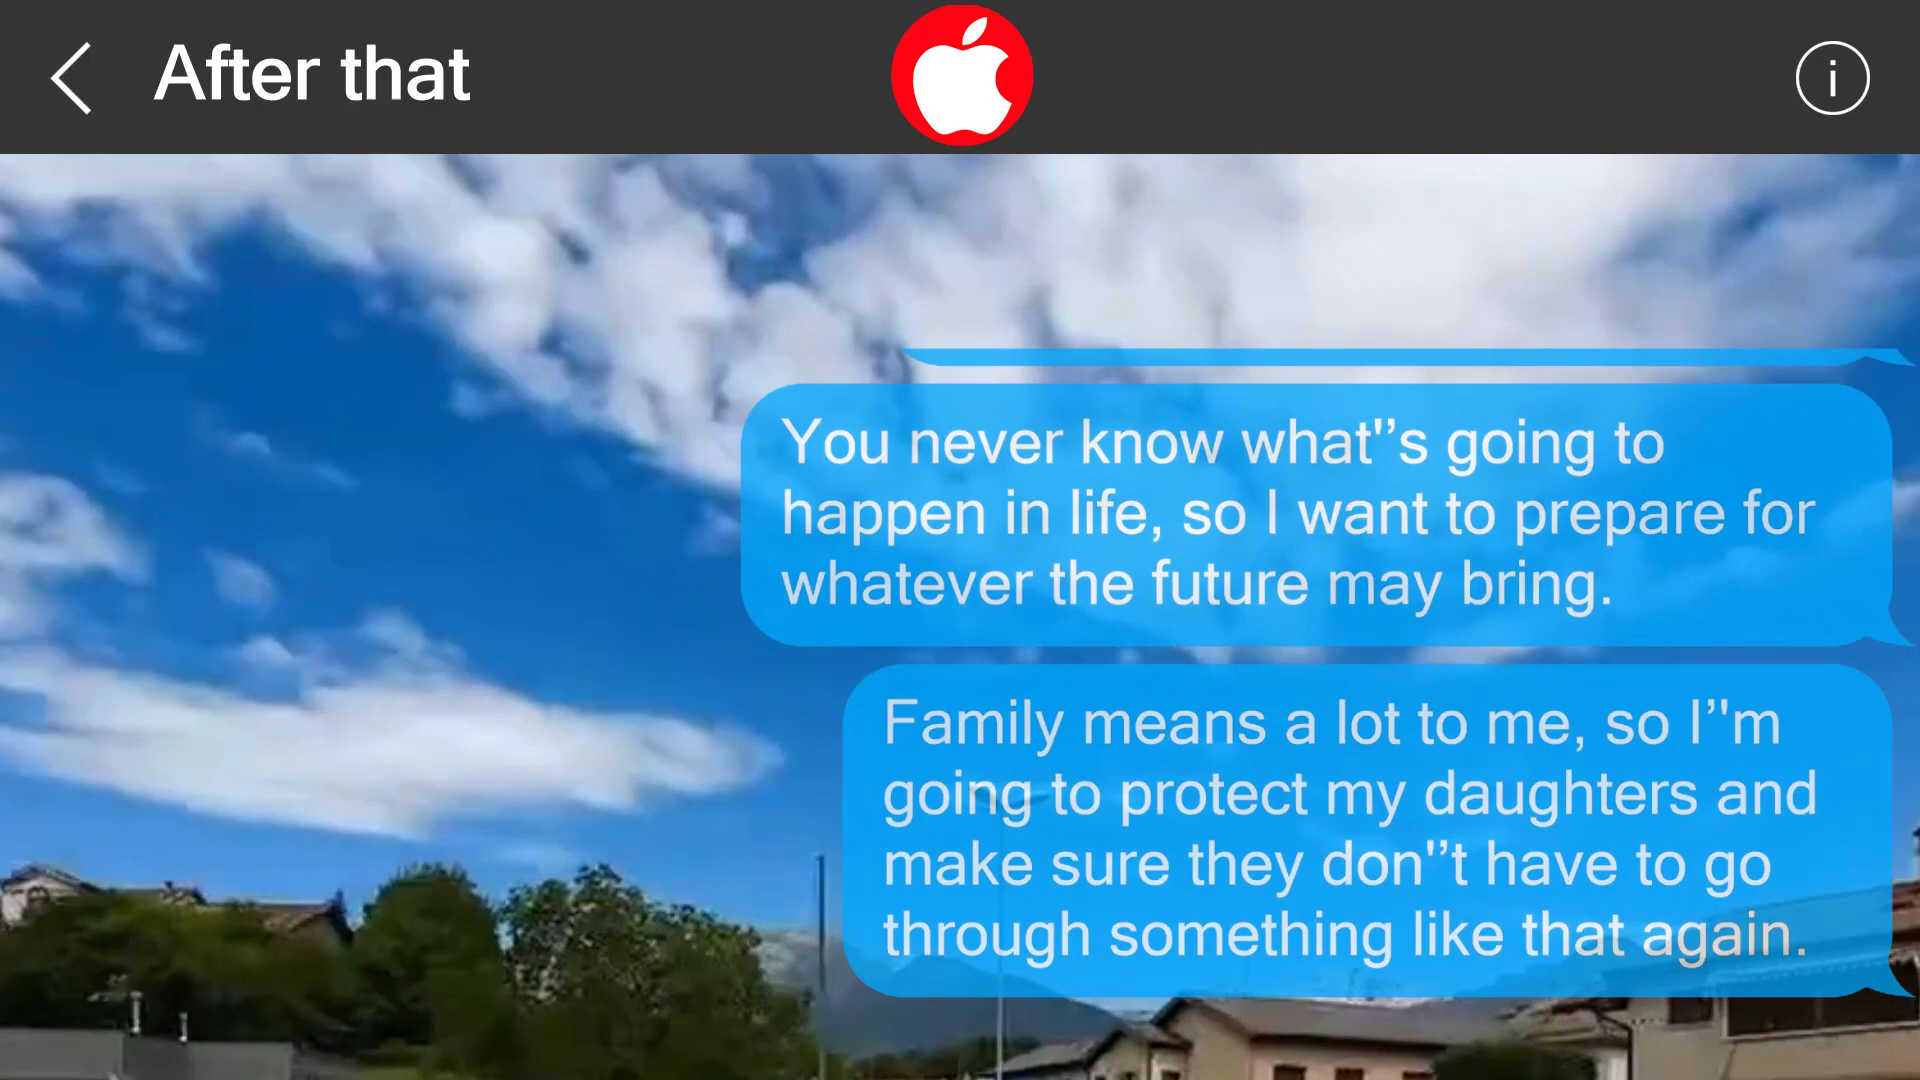 After that
i
You never know what'’s going to
happen in life, so I want to prepare for
whatever the future may bring.
Family means a lot to me, so I’'m
going to protect my daughters and
make sure they don'’t have to go
through something like that again.